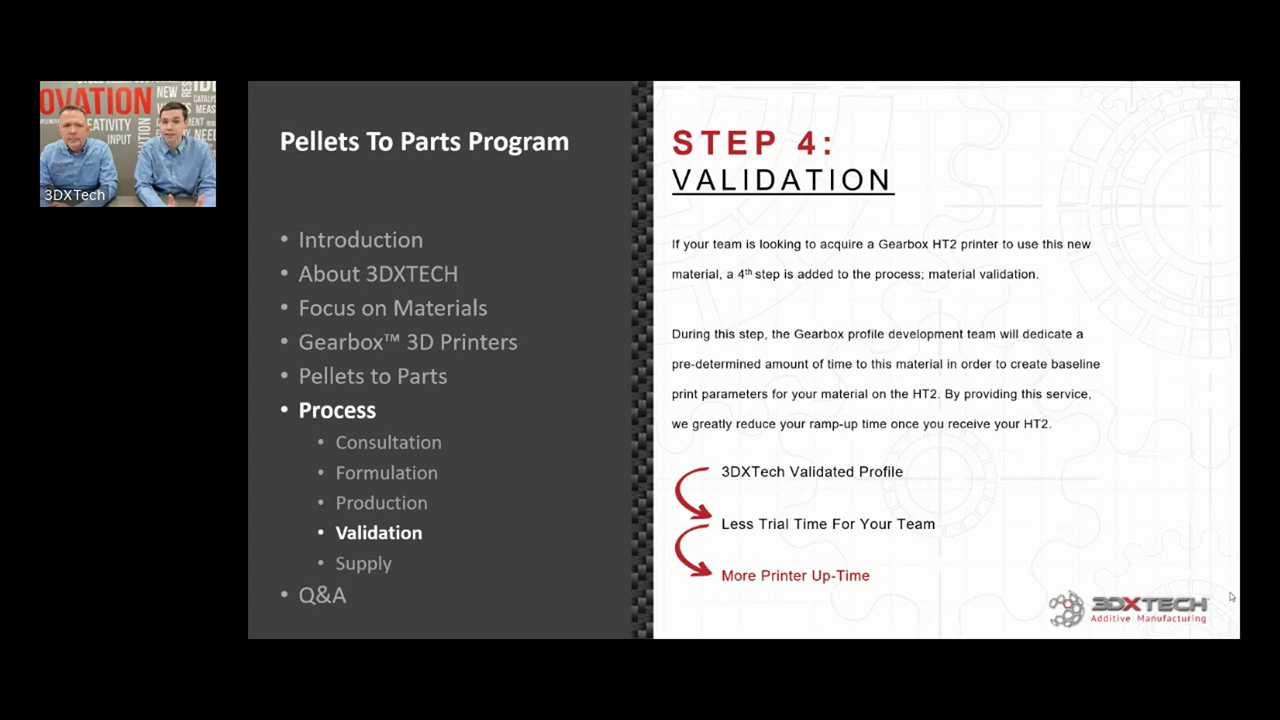 OVATION
NEW
CREATIVITY
INPUT
3DXTech
Pellets To Parts Program
• Introduction
• About 3DXTECH
• Focus on Materials
• Gearbox™ 3D Printers
• Pellets to Parts
• Process
• Consultation
• Formulation
• Production
• Validation
• Supply
• Q&A
STEP 4:
VALIDATION
If your team is looking to acquire a Gearbox HT2 printer to use this new
material, a 4th step is added to the process; material validation.
During this step, the Gearbox profile development team will dedicate a
pre-determined amount of time to this material in order to create baseline
print parameters for your material on the HT2. By providing this service,
we greatly reduce your ramp-up time once you receive your HT2.
3DXTech Validated Profile
Less Trial Time For Your Team
More Printer Up-Time
3DXTECH
Additive Manufacturing